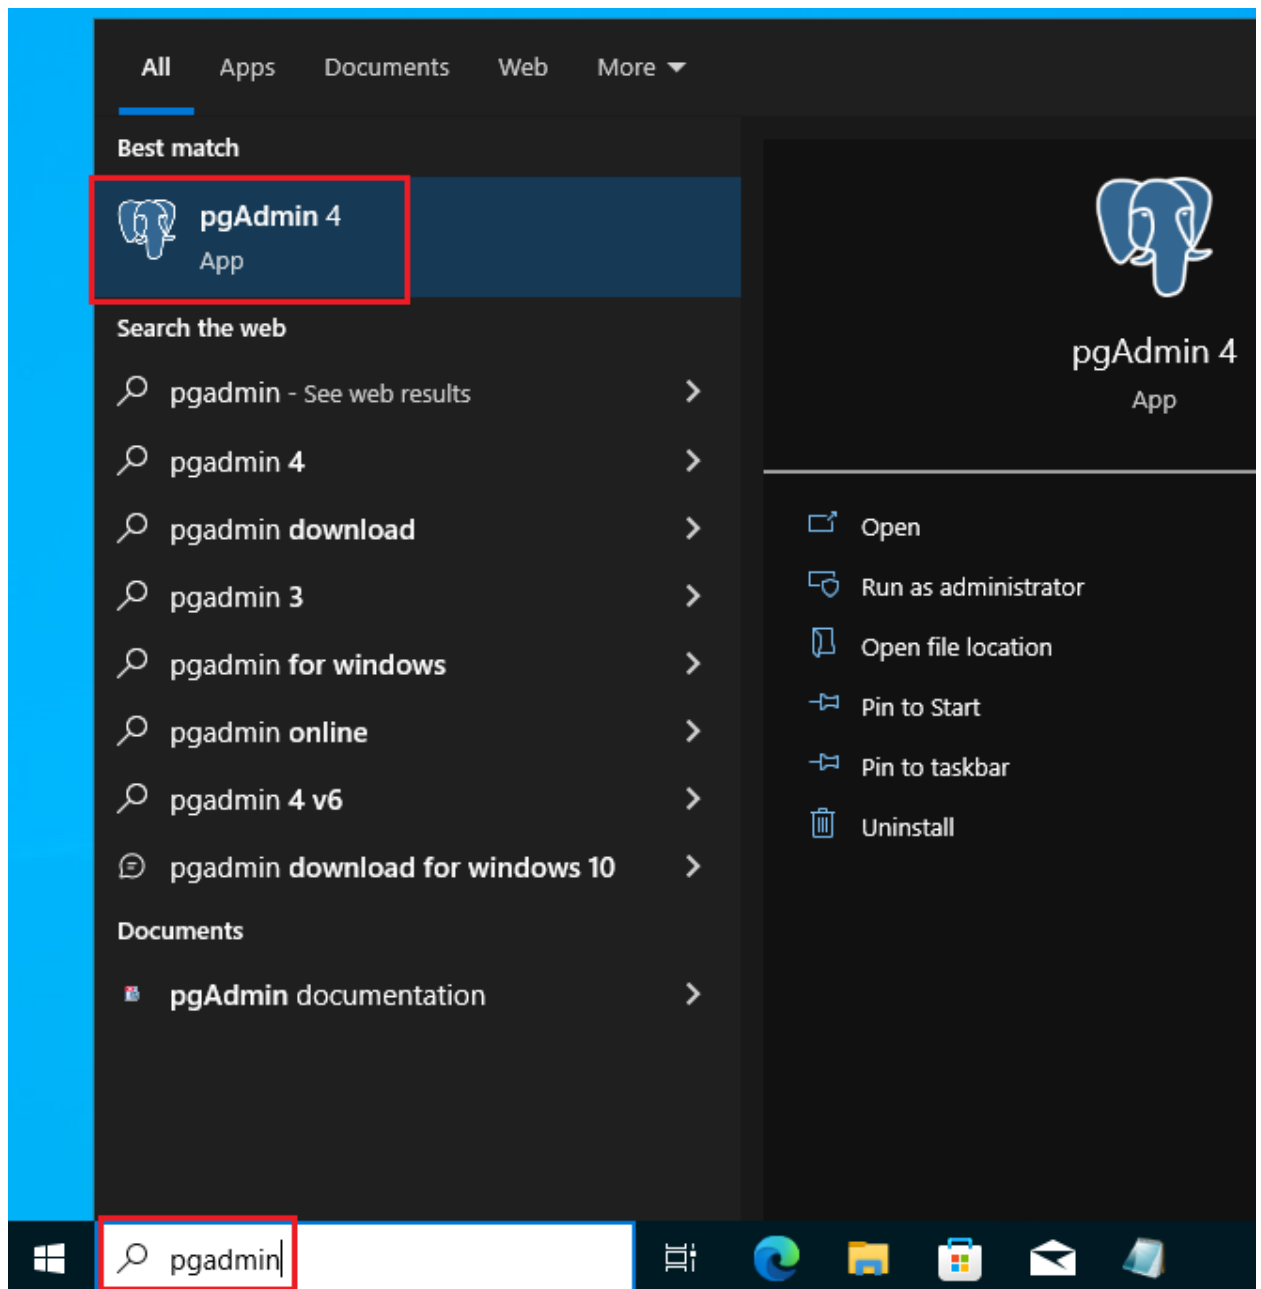 All Apps Documents Web More
Best match
pgAdmin 4
App
Search the web
pgadmin - See web results
pgadmin 4
pgadmin download
pgadmin 3
pgadmin for windows
pgadmin online
pgadmin 4 v6
pgadmin download for windows 10
Documents
pgAdmin documentation
pgAdmin 4
App
Open
Run as administrator
Open file location
Pin to Start
Pin to taskbar
Uninstall
pgadmin